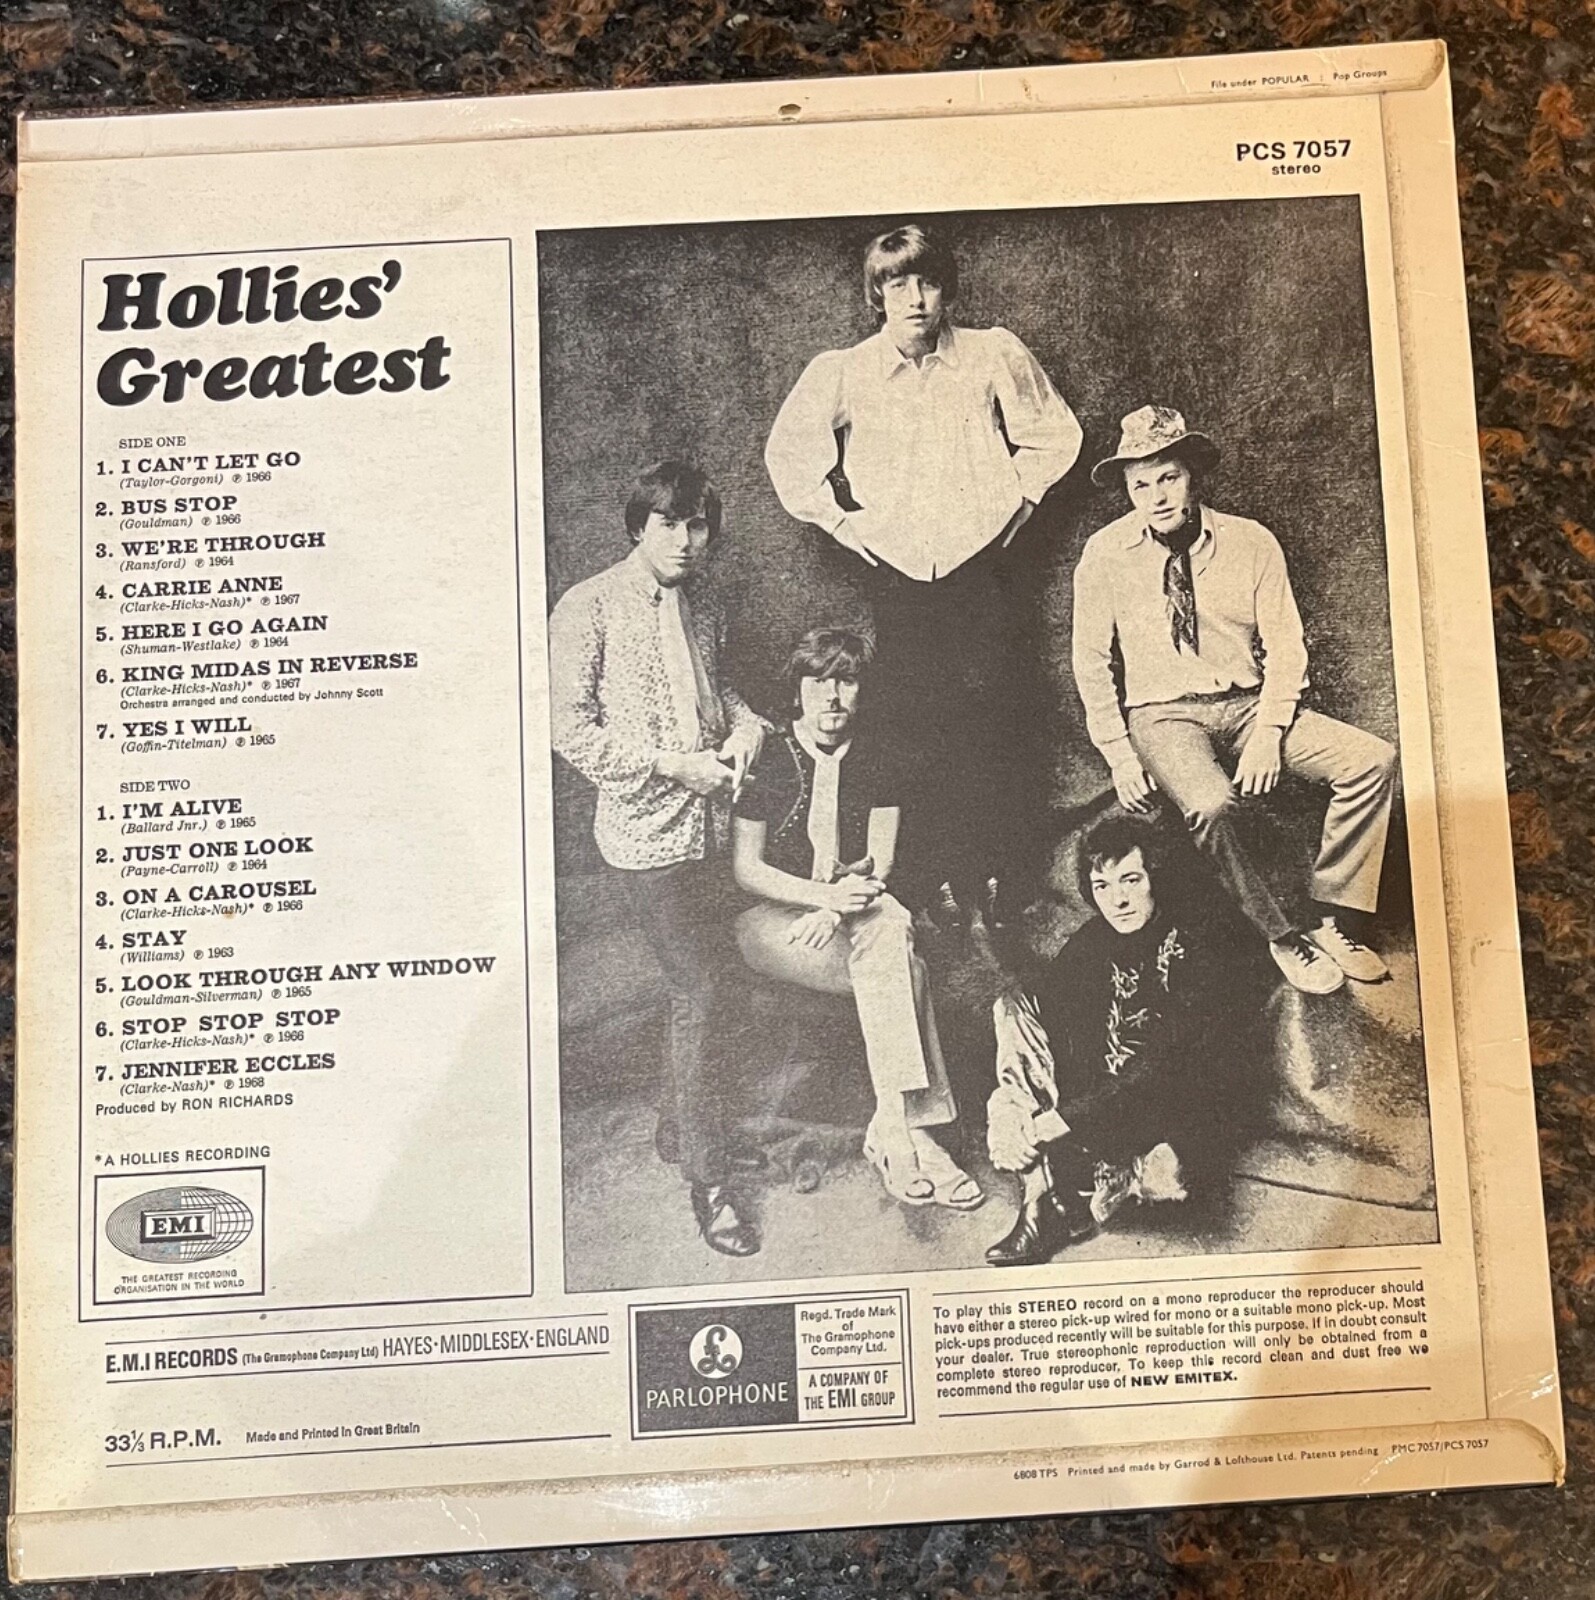 File under POPULAR : Pop Groups
PCS 7057
stereo
Hollies'
Greatest
SIDE ONE
1. I CAN'T LET GO
(Taylor-Gorgoni) ℗ 1966
2. BUS STOP
(Gouldman) ℗ 1966
3. WE'RE THROUGH
(Ransford) ℗ 1964
4. CARRIE ANNE
(Clarke-Hicks-Nash)* ℗ 1967
5. HERE I GO AGAIN
(Shuman-Westlake) ℗ 1964
6. KING MIDAS IN REVERSE
(Clarke-Hicks-Nash)* ℗ 1967
Orchestra arranged and conducted by Johnny Scott
7. YES I WILL
(Goffin-Titelman) ℗ 1965
SIDE TWO
1. I'M ALIVE
(Ballard Jnr.) ℗ 1965
2. JUST ONE LOOK
(Payne-Carroll) ℗ 1964
3. ON A CAROUSEL
(Clarke-Hicks-Nash)* ℗ 1966
4. STAY
(Williams) ℗ 1963
5. LOOK THROUGH ANY WINDOW
(Gouldman-Silverman) ℗ 1965
6. STOP STOP STOP
(Clarke-Hicks-Nash)* ℗ 1966
7. JENNIFER ECCLES
(Clarke-Nash)* ℗ 1968
Produced by RON RICHARDS
*A HOLLIES RECORDING
EMI
THE GREATEST RECORDING
ORGANISATION IN THE WORLD
E.M.I RECORDS (The Gramophone Company Ltd) HAYES·MIDDLESEX·ENGLAND
33⅓ R.P.M. Made and Printed in Great Britain
£
PARLOPHONE
Regd. Trade Mark
of
The Gramophone
Company Ltd.
A COMPANY OF
THE EMI GROUP
To play this STEREO record on a mono reproducer the reproducer should
have either a stereo pick-up wired for mono or a suitable mono pick-up. Most
pick-ups produced recently will be suitable for this purpose. If in doubt consult
your dealer. True stereophonic reproduction will only be obtained from a
complete stereo reproducer. To keep this record clean and dust free we
recommend the regular use of NEW EMITEX.
6808 TPS Printed and made by Garrod & Lofthouse Ltd. Patents pending PMC 7057/PCS 7057